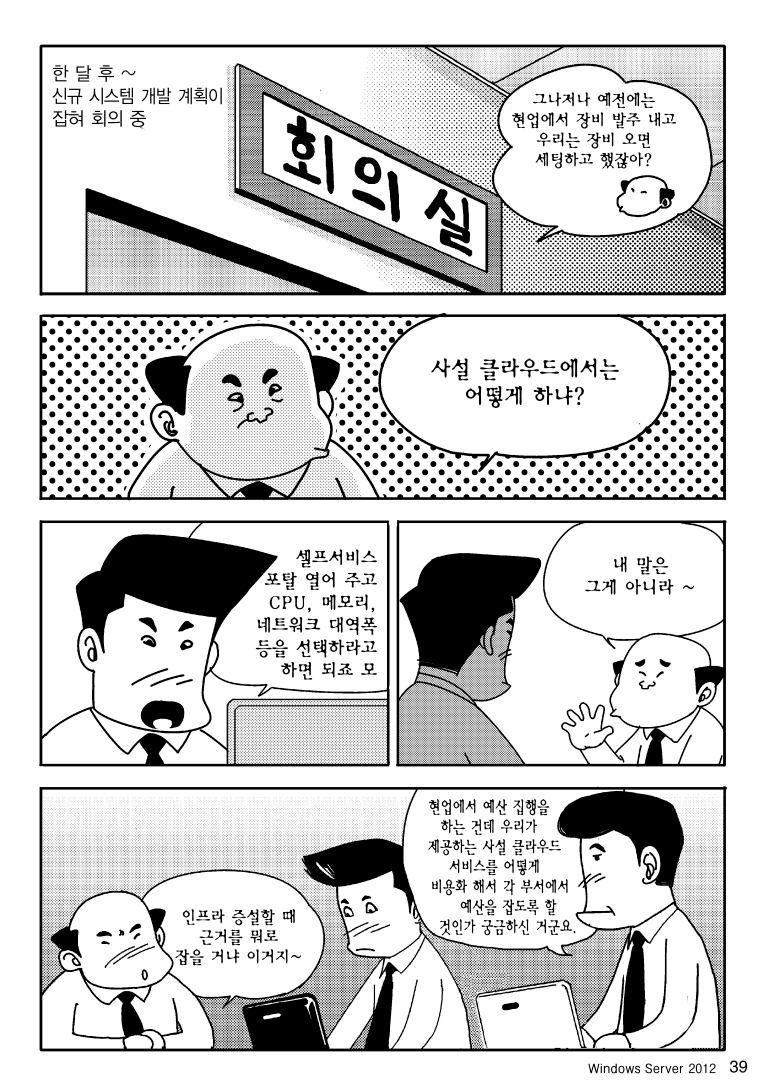 한 달 후 ~
신규 시스템 개발 계획이
잡혀 회의 중
회의실
그나저나 예전에는
현업에서 장비 발주 내고
우리는 장비 오면
세팅하고 했잖아?
사설 클라우드에서는
어떻게 하냐?
셀프서비스
포탈 열어 주고
CPU, 메모리,
네트워크 대역폭
등을 선택하라고
하면 되죠 모
내 말은
그게 아니라 ~
인프라 증설할 때
근거를 뭐로
잡을 거냐 이거지~
현업에서 예산 집행을
하는 건데 우리가
제공하는 사설 클라우드
서비스를 어떻게
비용화 해서 각 부서에서
예산을 잡도록 할
것인가 궁금하신 거군요.
Windows Server 2012 39